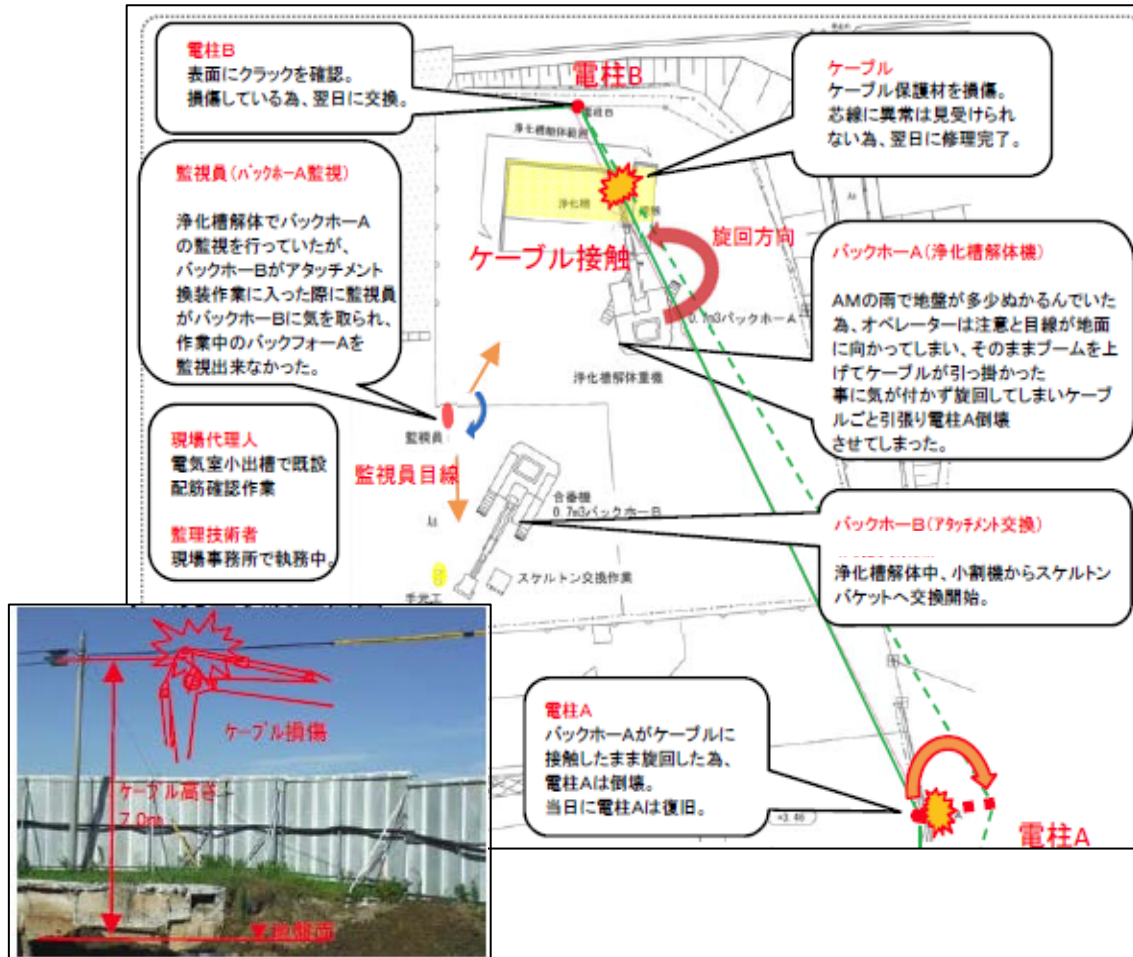 電柱B
表面にクラックを確認。
損傷している為、翌日に交換。
電柱B
電柱B
ケーブル
ケーブル保護材を損傷。
芯線に異常は見受けられ
ない為、翌日に修理完了。
浄化槽解体範囲
監視員(バックホーA監視)
浄化槽解体でバックホーA
の監視を行っていたが、
バックホーBがアタッチメント
換装作業に入った際に監視員
がバックホーBに気を取られ、
作業中のバックフォーAを
監視出来なかった。
浄化槽
ケーブル接触
旋回方向
0.7m3バックホーA
浄化槽解体重機
バックホーA(浄化槽解体機)
AMの雨で地盤が多少ぬかるんでいた
為、オペレーターは注意と目線が地面
に向かってしまい、そのままブームを上
げてケーブルが引っ掛かった
事に気が付かず旋回してしまいケーブ
ルごと引張り電柱A倒壊
させてしまった。
監視員
監視員目線
現場代理人
電気室小出槽で既設
配筋確認作業
監理技術者
現場事務所で執務中。
合番機
0.7m3バックホーB
スケルトン交換作業
手元工
バックホーB(アタッチメント交換)
浄化槽解体中、小割機からスケルトン
バケットへ交換開始。
電柱A
バックホーAがケーブルに
接触したまま旋回した為、
電柱Aは倒壊。
当日に電柱Aは復旧。
+3.46
電柱A
ケーブル損傷
ケーブル高さ
7.0m
▼地盤面